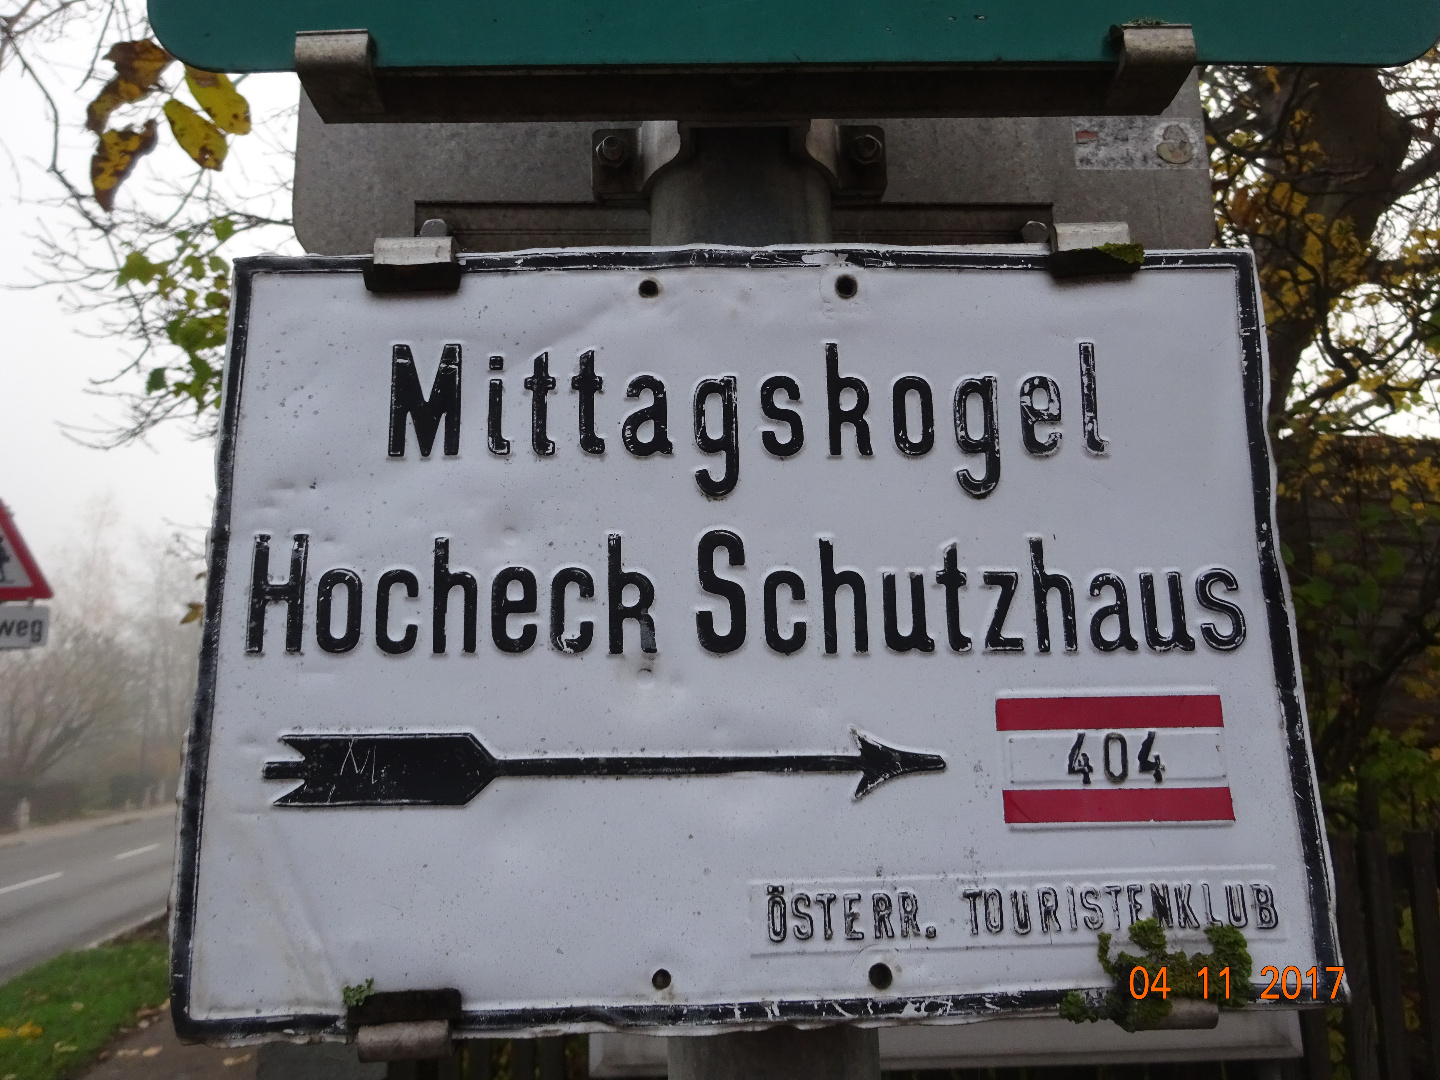 Mittagskogel
Hocheck Schutzhaus
M
404
ÖSTERR. TOURISTENKLUB
weg
04 11 2017